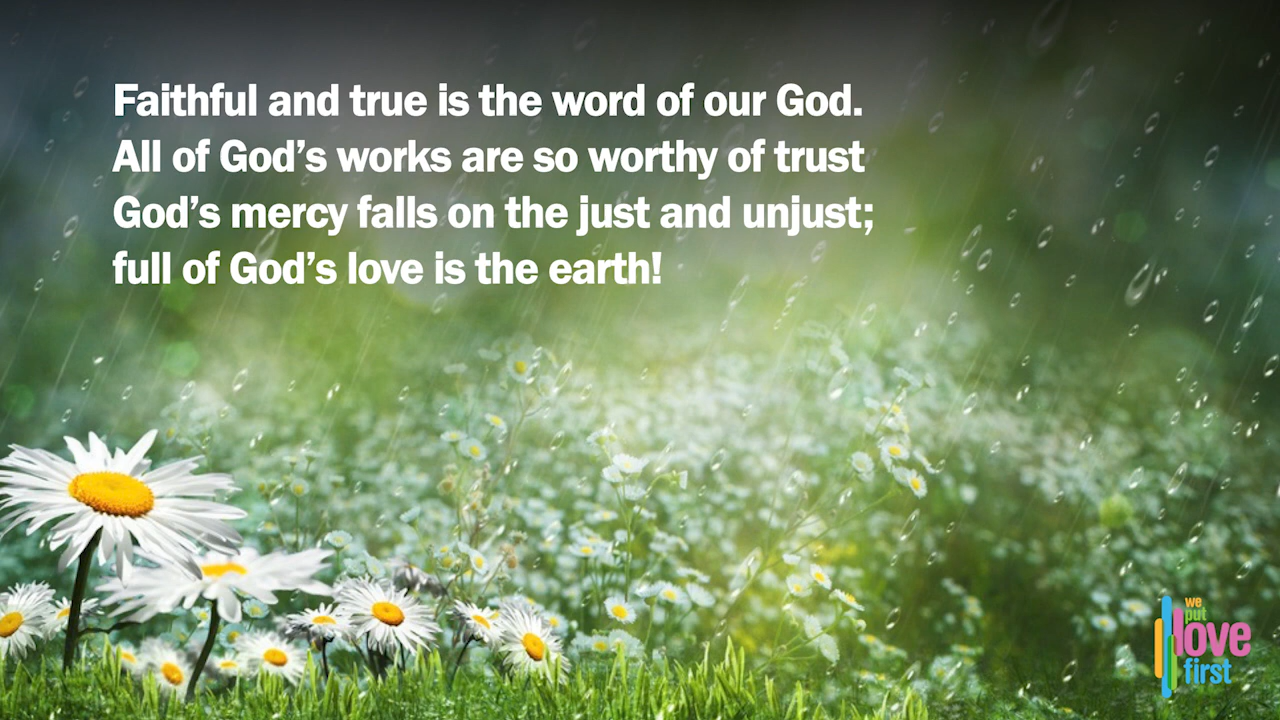 Faithful and true is the word of our God.
All of God’s works are so worthy of trust
God’s mercy falls on the just and unjust;
full of God’s love is the earth!
we
put
love
first